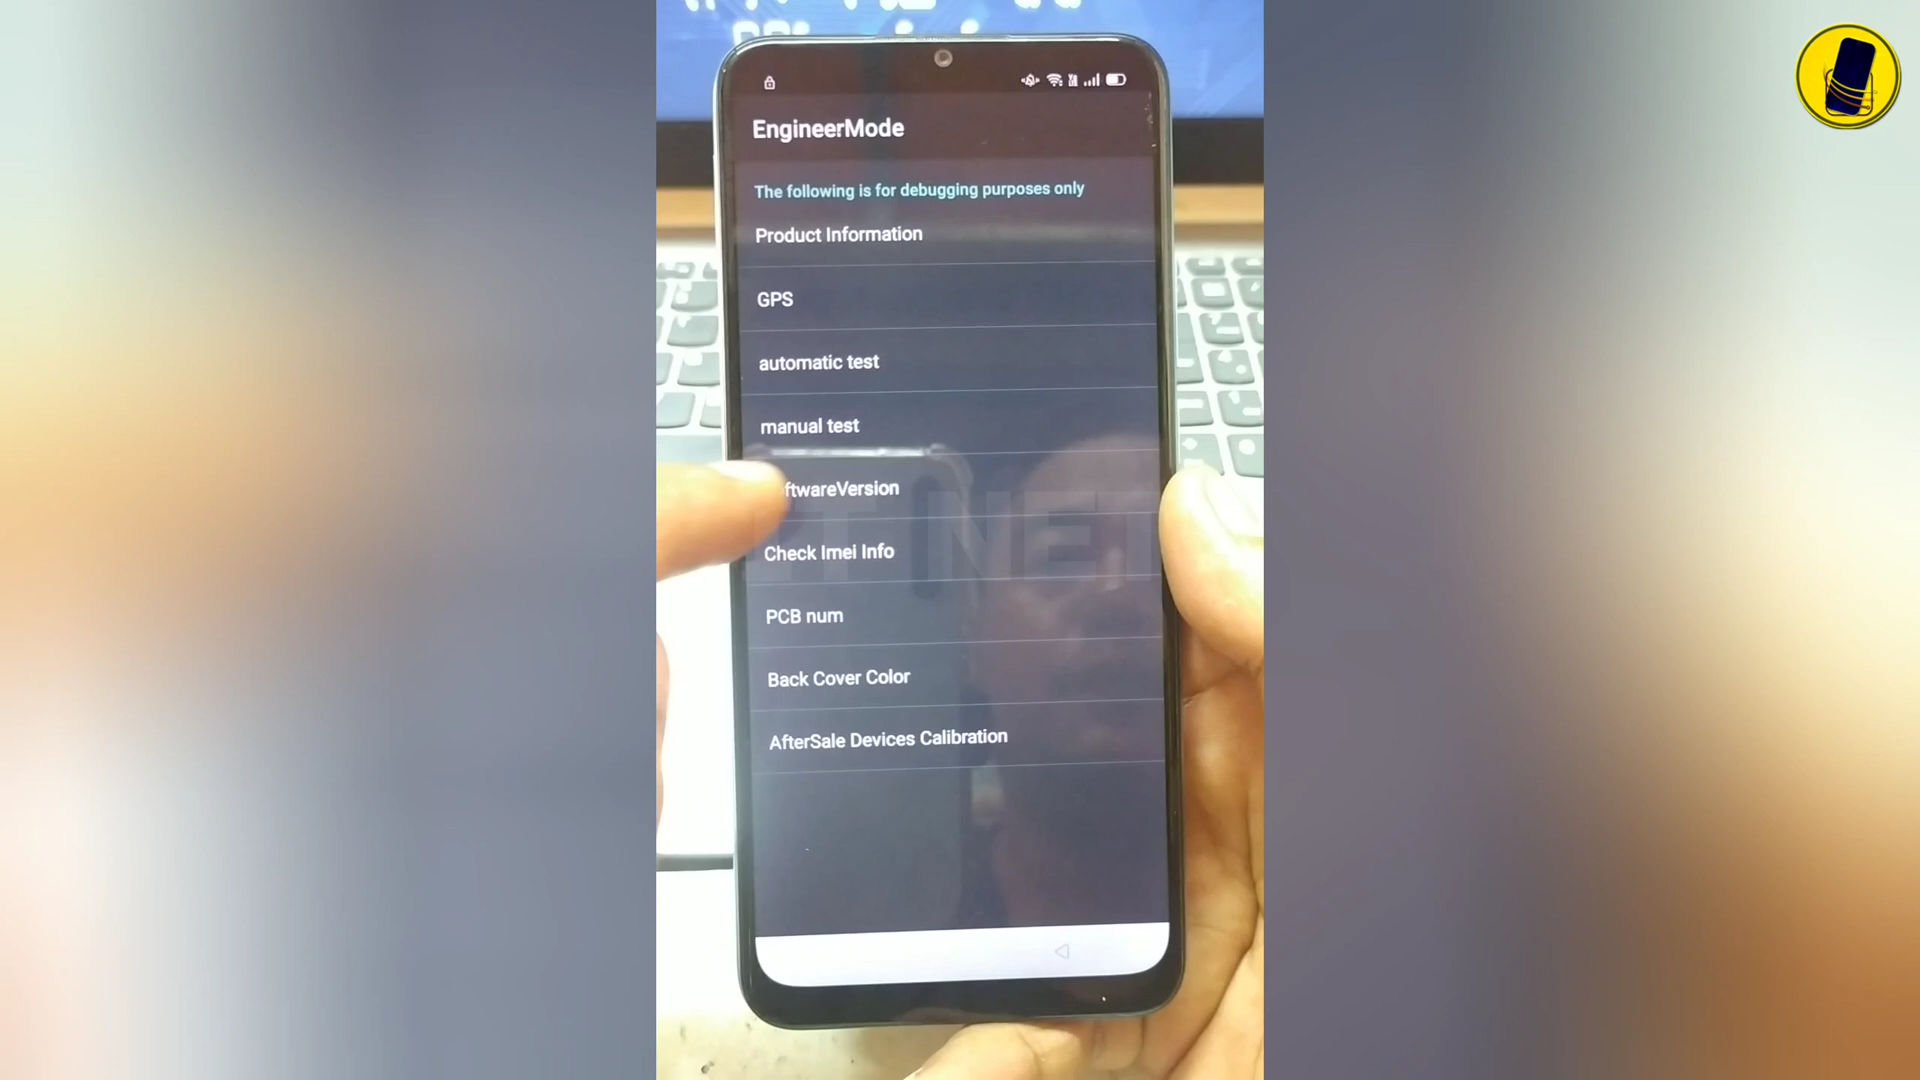 EngineerMode
The following is for debugging purposes only
Product Information
GPS
automatic test
manual test
ftwareVersion
Check Imei Info
PCB num
Back Cover Color
AfterSale Devices Calibration